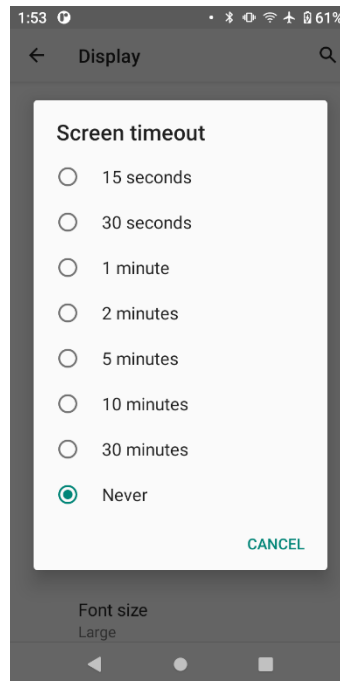 1:53 61%
Display
Screen timeout
15 seconds
30 seconds
1 minute
2 minutes
5 minutes
10 minutes
30 minutes
Never
CANCEL
Font size
Large